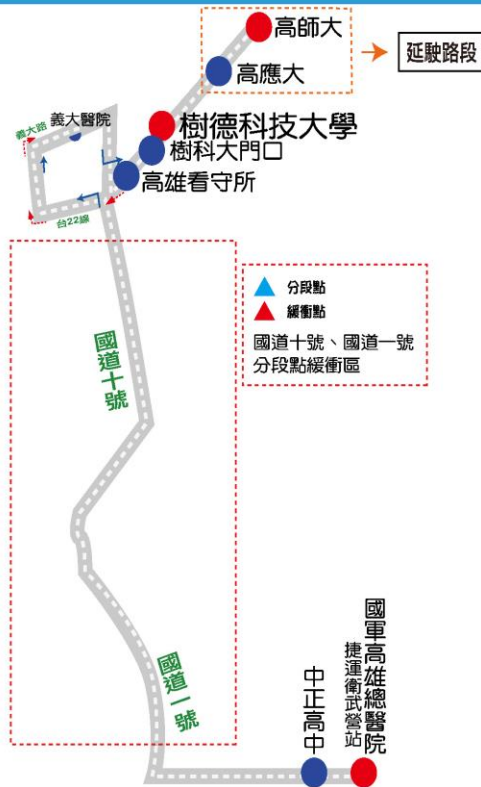 高師大
延駛路段
高應大
義大路
義大醫院
樹德科技大學
樹科大門口
高雄看守所
台22線
分段點
緩衝點
國道十號、國道一號
分段點緩衝區
國道十號
國道一號
中正高中
國軍高雄總醫院
捷運衛武營站